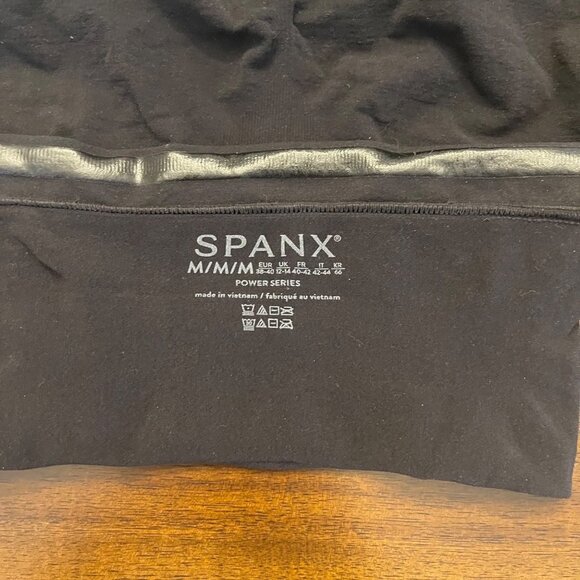 SPANX®
M/M/M EUR UK FR IT KR
38-40 12-14 40-42 42-44 66
POWER SERIES
made in vietnam / fabriqué au vietnam